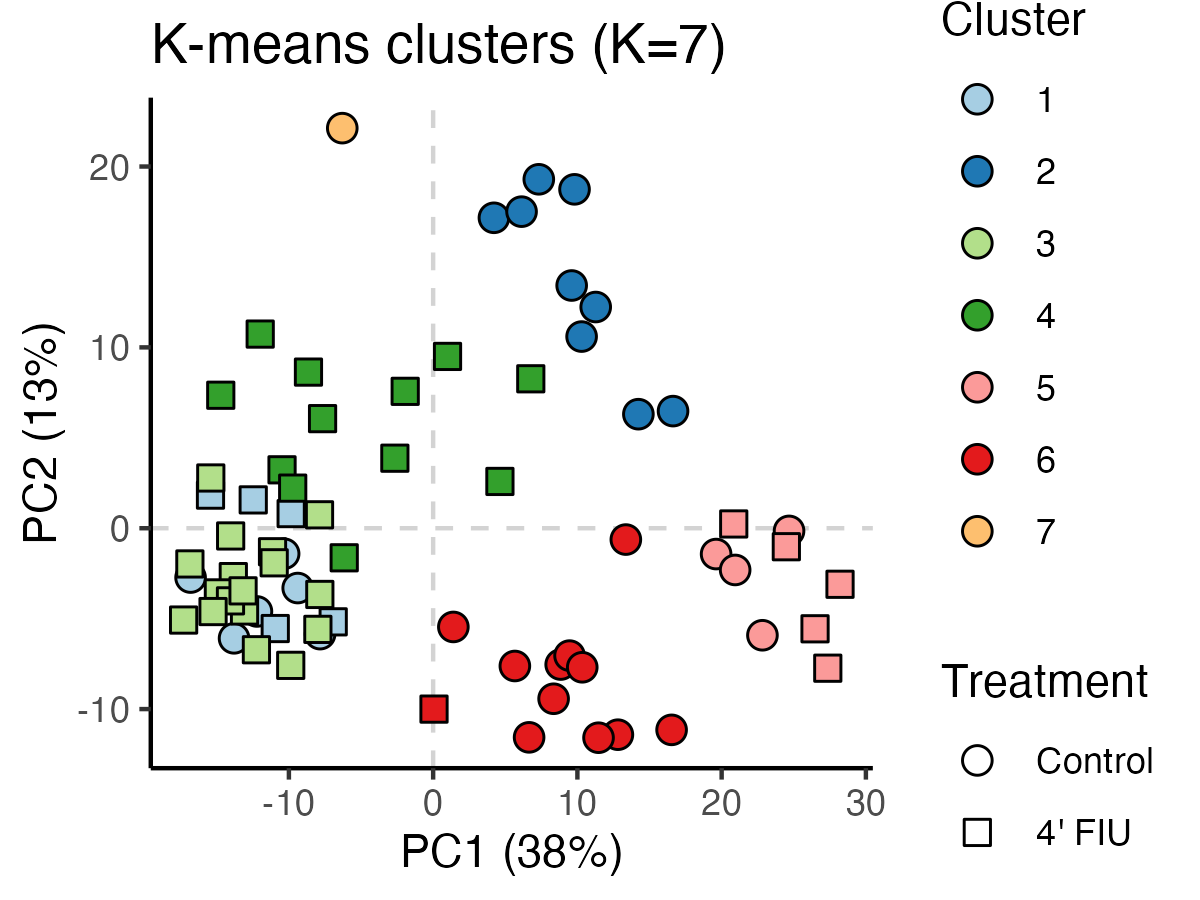 K-means clusters (K=7)
PC2 (13%)
20
10
0
-10
-10
0
10
20
30
PC1 (38%)
Cluster
1
2
3
4
5
6
7
Treatment
Control
4' FIU